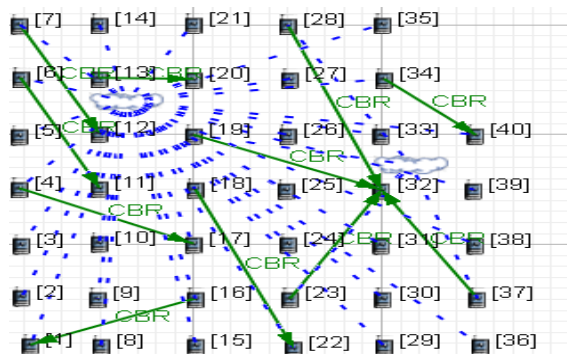 [7] [14] [21] [28] [35]
[6] CBR [13] CBR [20] [27] [34]
CBR CBR
[5] CBR [12] [19] [26] [33] [40]
CBR
[4] [11] [18] [25] [32] [39]
CBR
[3] [10] [17] [24] CBR [31] CBR [38]
CBR
[2] [9] [16] [23] [30] [37]
CBR
[1] [8] [15] [22] [29] [36]